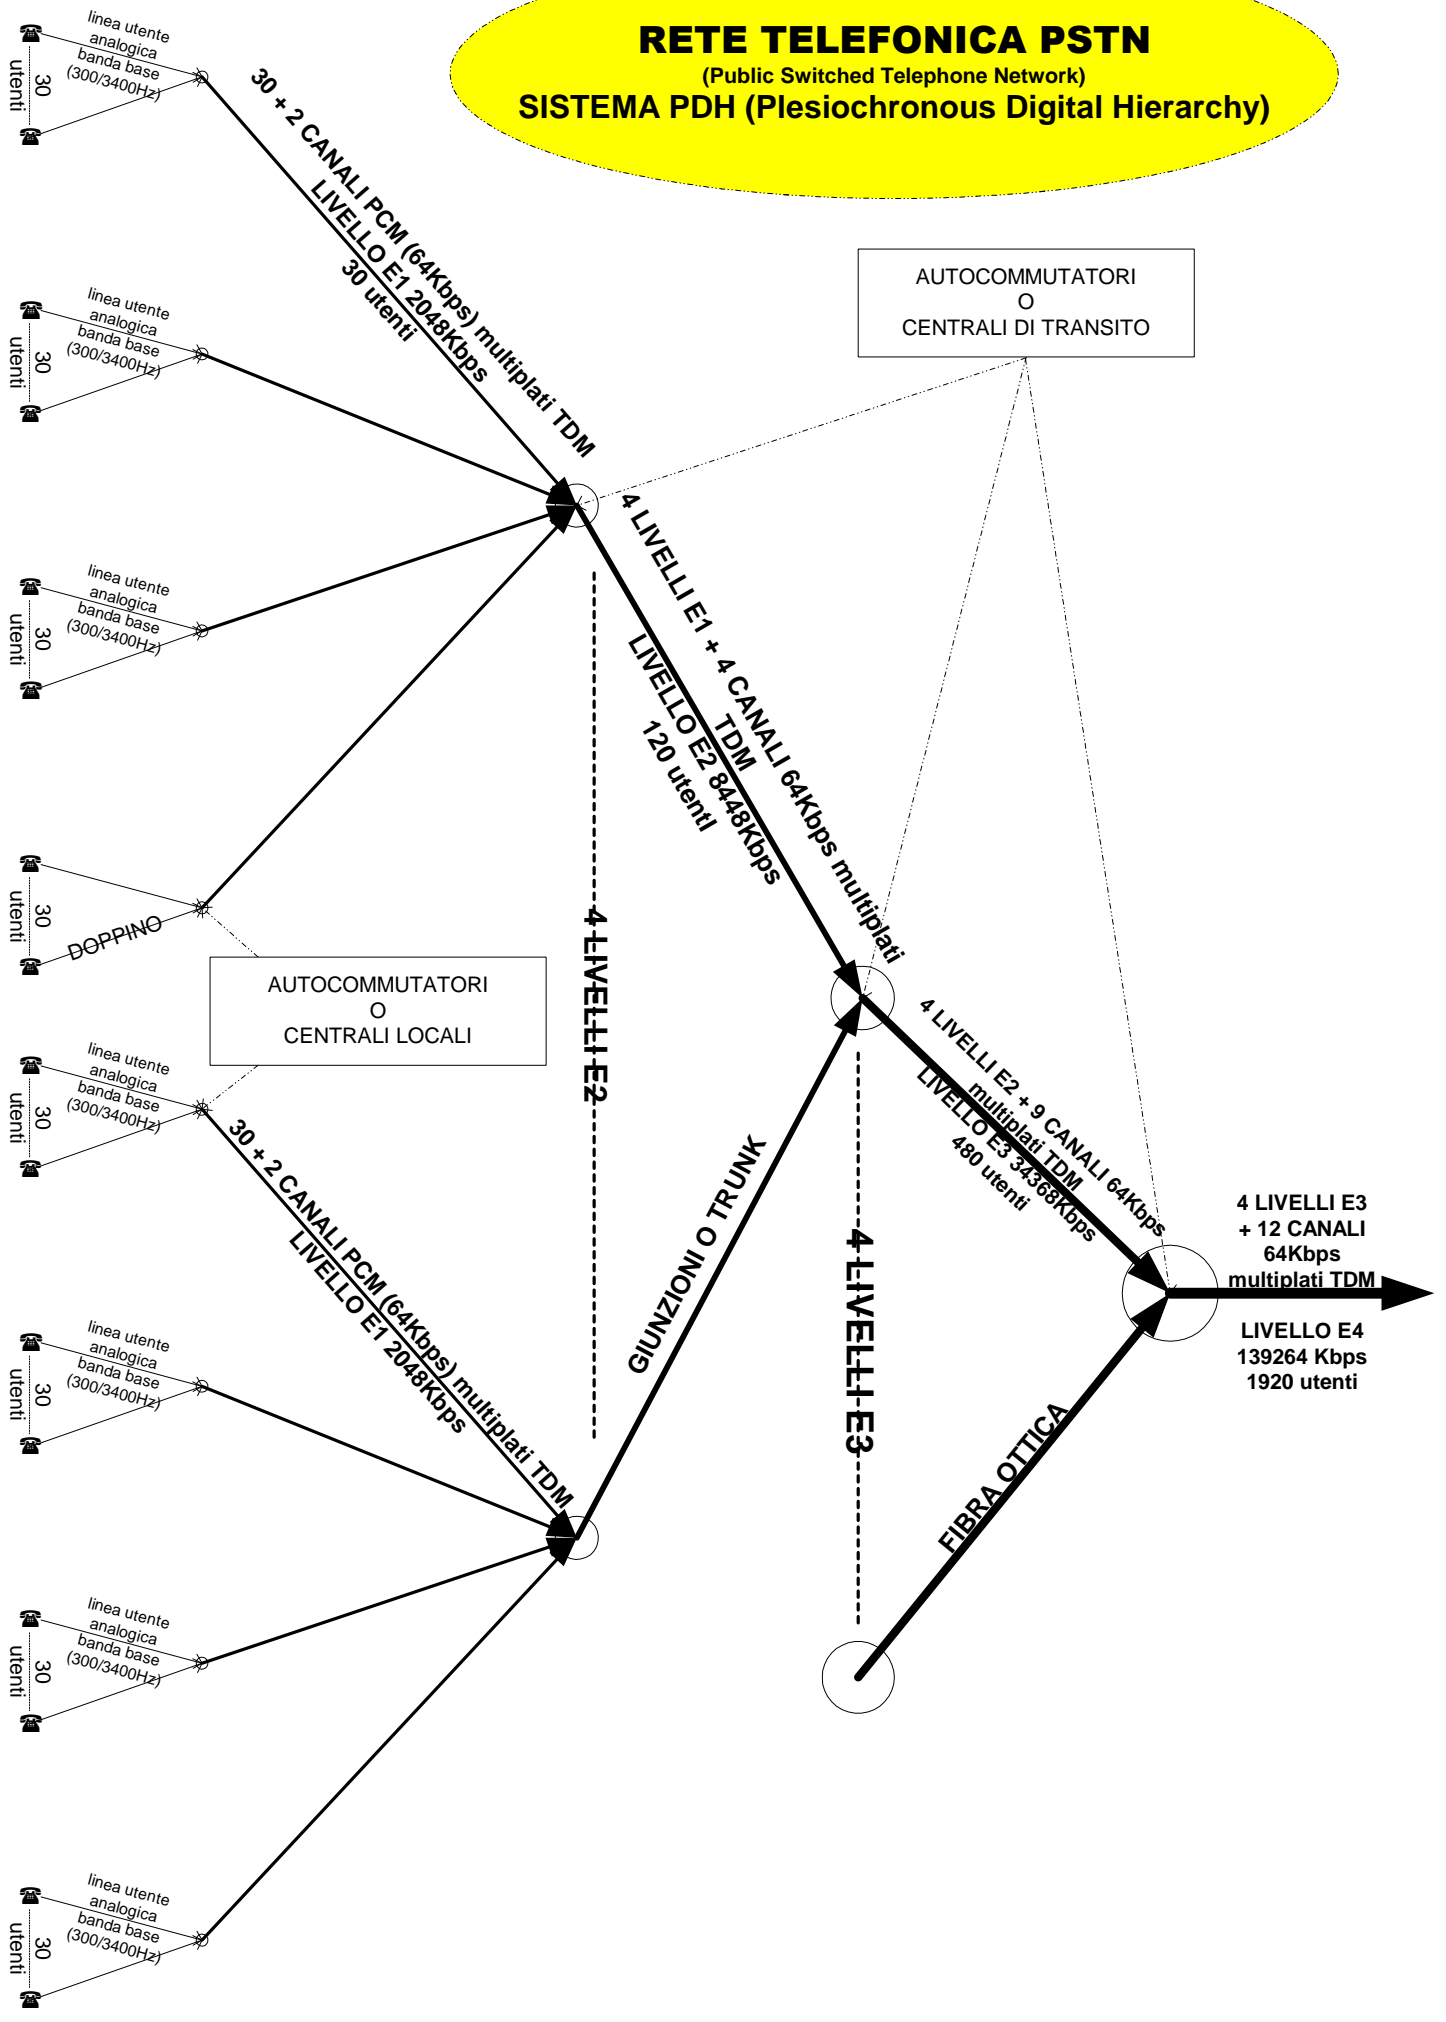 RETE TELEFONICA PSTN
(Public Switched Telephone Network)
SISTEMA PDH (Plesiochronous Digital Hierarchy)
linea utente
analogica
banda base
(300/3400Hz)
30
utenti
30 + 2 CANALI PCM (64Kbps) multiplati TDM
LIVELLO E1 2048Kbps
30 utenti
AUTOCOMMUTATORI
O
CENTRALI DI TRANSITO
linea utente
analogica
banda base
(300/3400Hz)
30
utenti
linea utente
analogica
banda base
(300/3400Hz)
30
utenti
4 LIVELLI E1 + 4 CANALI 64Kbps multiplati
TDM
LIVELLO E2 8448Kbps
120 utentI
30
utenti
DOPPINO
AUTOCOMMUTATORI
O
CENTRALI LOCALI
4 LIVELLI E2
linea utente
analogica
banda base
(300/3400Hz)
30
utenti
30 + 2 CANALI PCM (64Kbps) multiplati TDM
LIVELLO E1 2048Kbps
GIUNZIONI O TRUNK
4 LIVELLI E2 + 9 CANALI 64Kbps
multiplati TDM
LIVELLO E3 34368Kbps
480 utenti
4 LIVELLI E3
4 LIVELLI E3
+ 12 CANALI
64Kbps
multiplati TDM
LIVELLO E4
139264 Kbps
1920 utenti
FIBRA OTTICA
linea utente
analogica
banda base
(300/3400Hz)
30
utenti
linea utente
analogica
banda base
(300/3400Hz)
30
utenti
linea utente
analogica
banda base
(300/3400Hz)
30
utenti